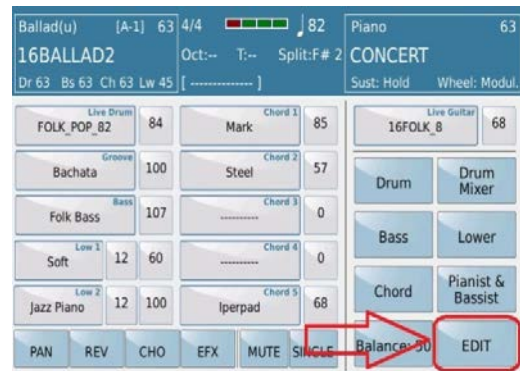 Ballad(u) [A-1] 63 4/4 82 Piano 63
16BALLAD2 Oct:-- T:-- Split:F# 2 CONCERT
Dr 63 Bs 63 Ch 63 Lw 45 [ ------------- ] Sust: Hold Wheel: Modul.
Live Drum Chord 1 Live Guitar
FOLK_POP_82 84 Mark 85 16FOLK_8 68
Groove Chord 2
Bachata 100 Steel 57 Drum Drum Mixer
Bass Chord 3
Folk Bass 107 ---------- 0 Bass Lower
Low 1 Chord 4
Soft 12 60 ---------- 0
Low 2 Chord 5 Chord Pianist & Bassist
Jazz Piano 12 100 Iperpad 68
PAN REV CHO EFX MUTE SINGLE Balance: 50 EDIT